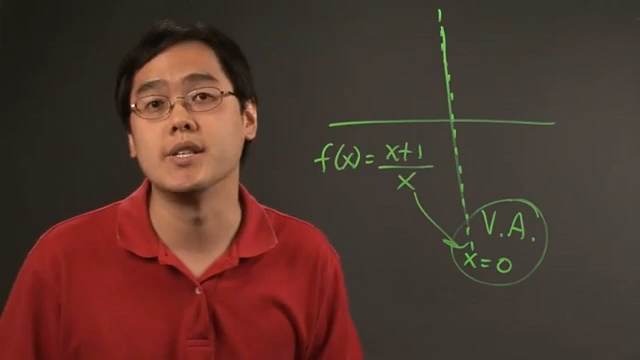 f(x) = x+1
x
V.A.
x=0